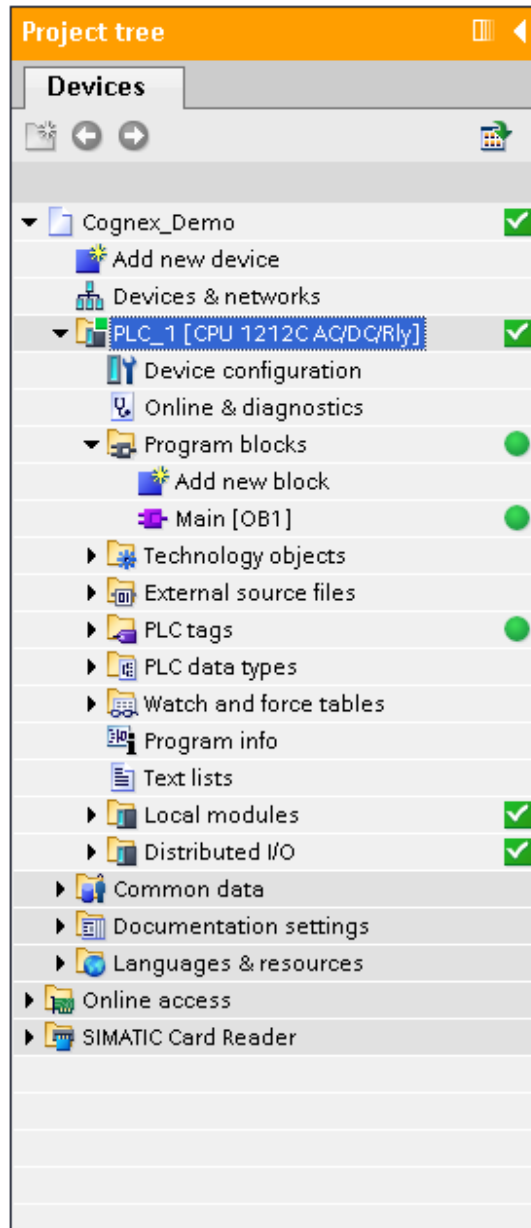 Project tree
Devices
Cognex_Demo
Add new device
Devices & networks
PLC_1 [CPU 1212C AC/DC/Rly]
Device configuration
Online & diagnostics
Program blocks
Add new block
Main [OB1]
Technology objects
External source files
PLC tags
PLC data types
Watch and force tables
Program info
Text lists
Local modules
Distributed I/O
Common data
Documentation settings
Languages & resources
Online access
SIMATIC Card Reader